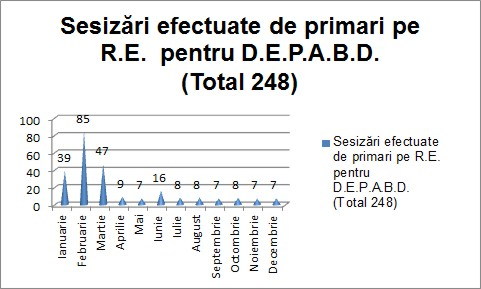 Sesizări efectuate de primari pe
R.E.  pentru D.E.P.A.B.D.
(Total 248)
100
80
60
40
20
0
39
85
47
9
7
16
8
8
7
8
7
7
Ianuarie
Februarie
Martie
Aprilie
Mai
Iunie
Iulie
August
Septembrie
Octombrie
Noiembrie
Decembrie
Sesizări efectuate
de primari pe R.E.
pentru
D.E.P.A.B.D.
(Total 248)